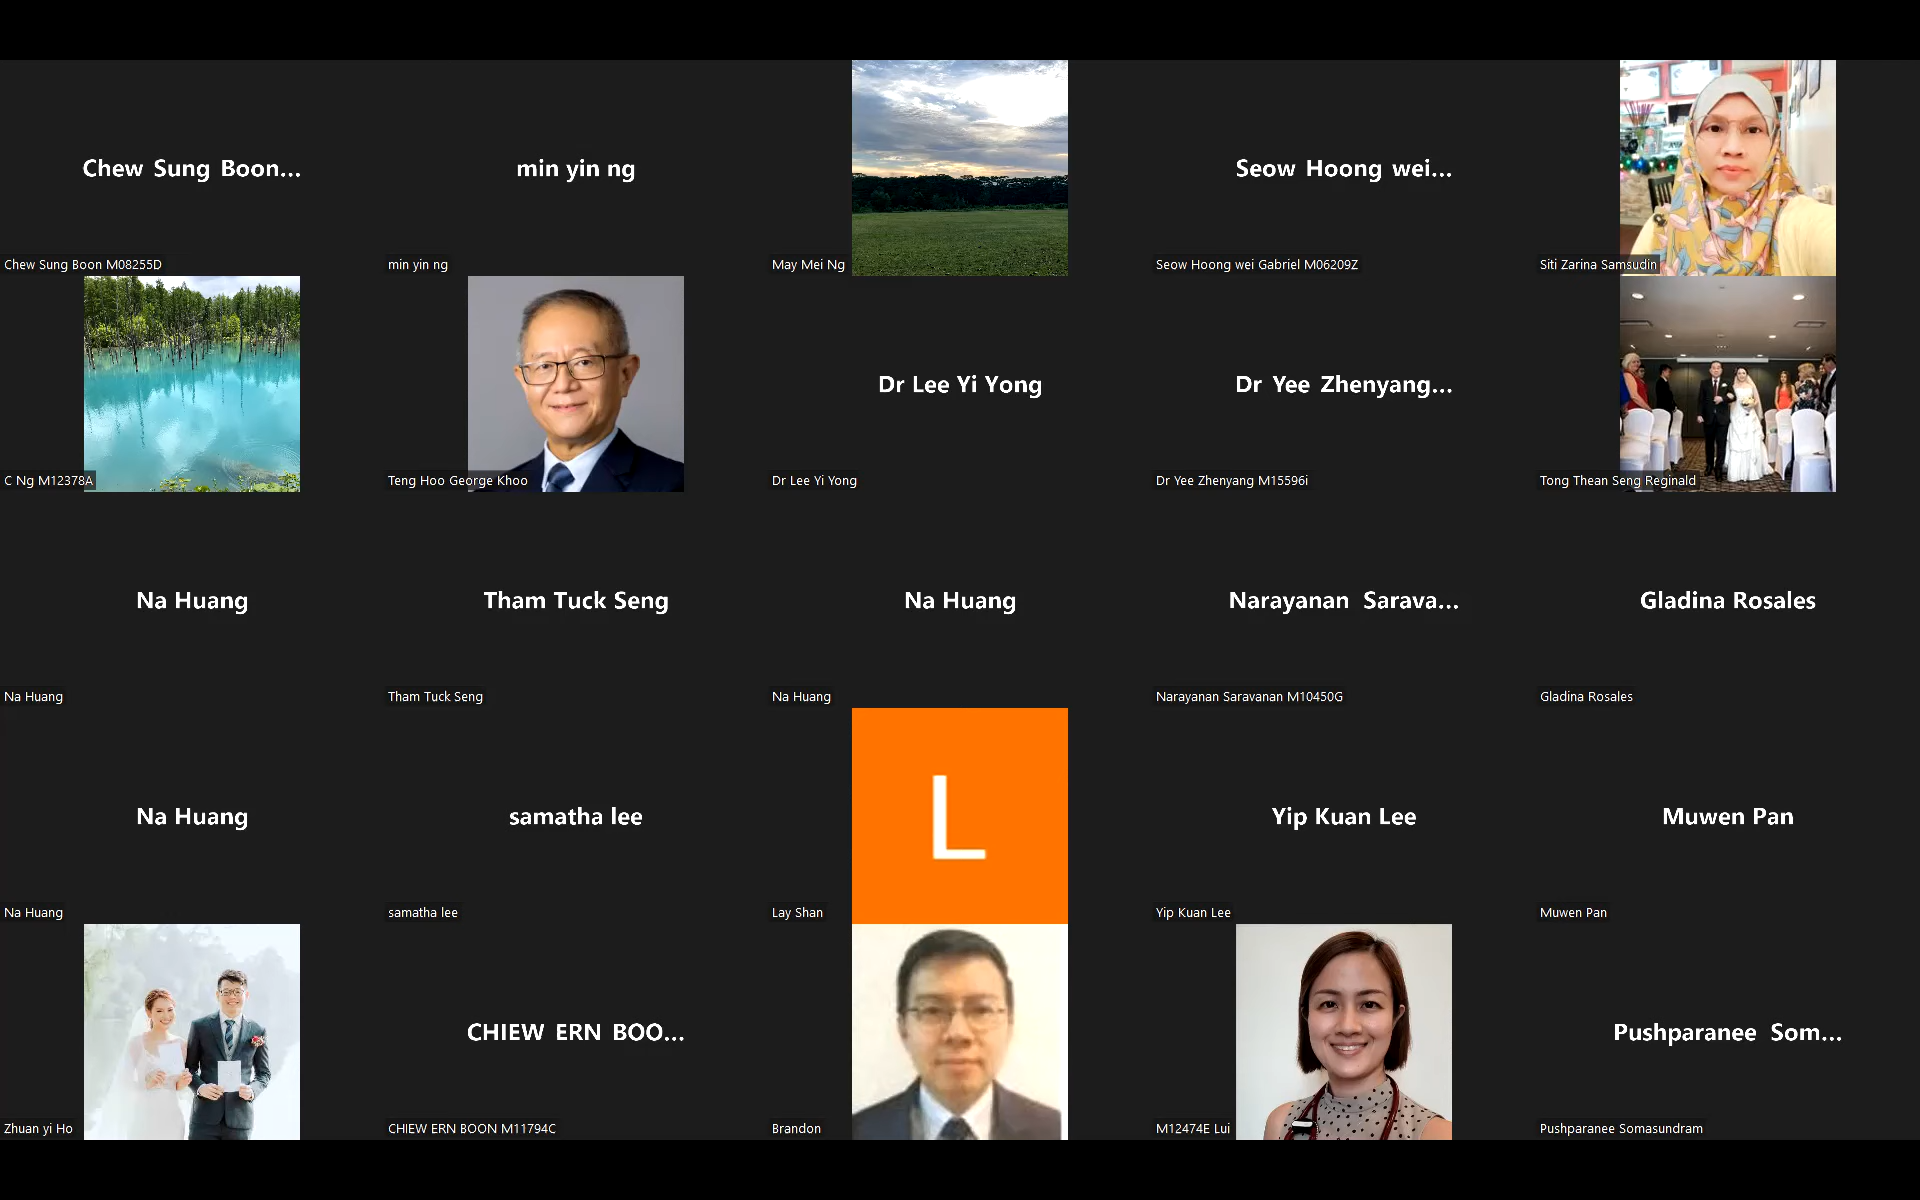 Chew Sung Boon...
min yin ng
Seow Hoong wei...
Chew Sung Boon M08255D
min yin ng
May Mei Ng
Seow Hoong wei Gabriel M06209Z
Siti Zarina Samsudin
Dr Lee Yi Yong
Dr Yee Zhenyang...
C Ng M12378A
Teng Hoo George Khoo
Dr Lee Yi Yong
Dr Yee Zhenyang M15596i
Tong Thean Seng Reginald
Na Huang
Tham Tuck Seng
Na Huang
Narayanan Sarava...
Gladina Rosales
Na Huang
Tham Tuck Seng
Na Huang
Narayanan Saravanan M10450G
Gladina Rosales
Na Huang
samatha lee
L
Yip Kuan Lee
Muwen Pan
Na Huang
samatha lee
Lay Shan
Yip Kuan Lee
Muwen Pan
CHIEW ERN BOO...
Pushparanee Som...
Zhuan yi Ho
CHIEW ERN BOON M11794C
Brandon
M12474E Lui
Pushparanee Somasundram